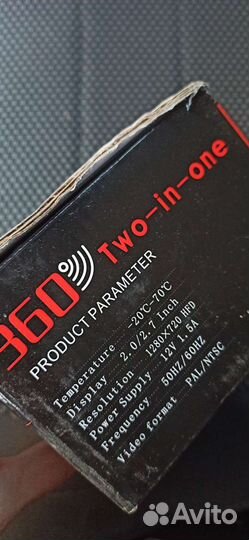 360 Two-in-one
PRODUCT PARAMETER
Temperature -20℃-70℃
Display 2.0/2.7 Inch
Resolution 1280X720 HFD
Power Supply 12V 1.5A
Frequency 50HZ/60HZ
Video format PAL/NTSC
Avito